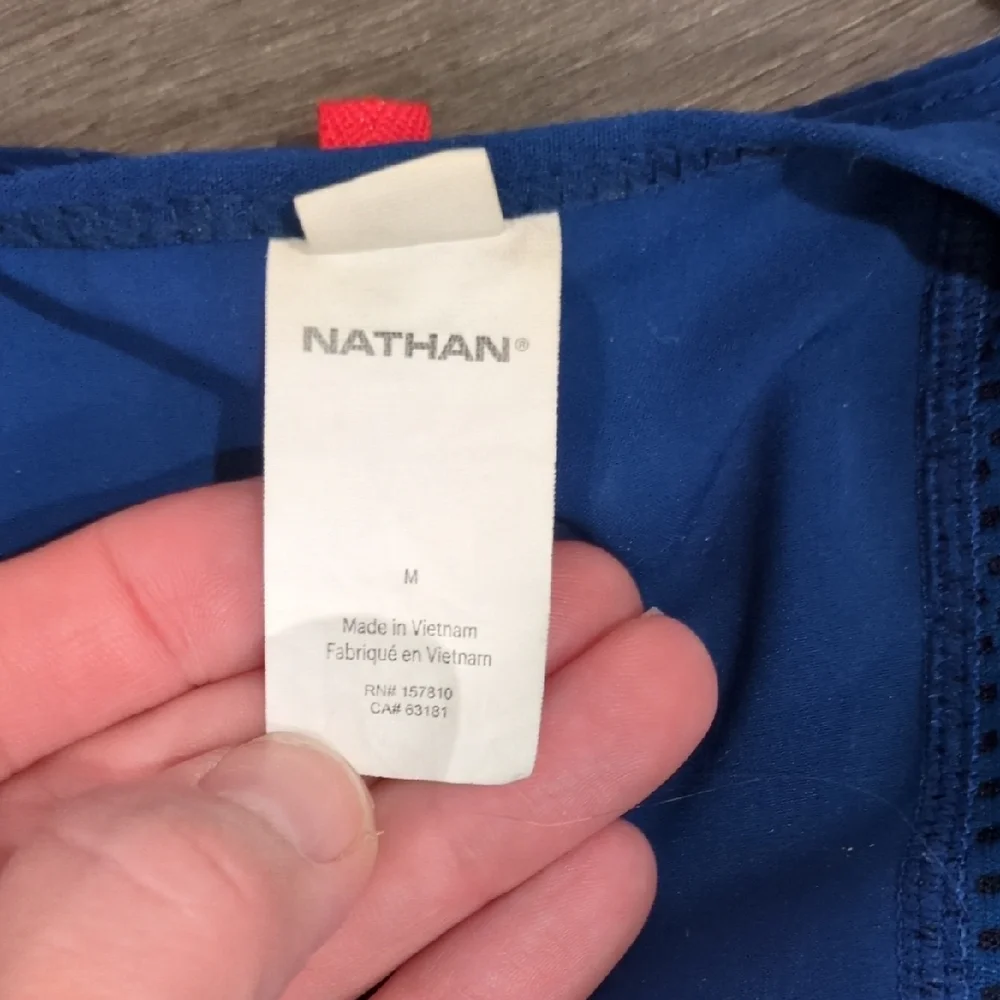 NATHAN®
M
Made in Vietnam
Fabriqué en Vietnam
RN# 157810
CA# 63181